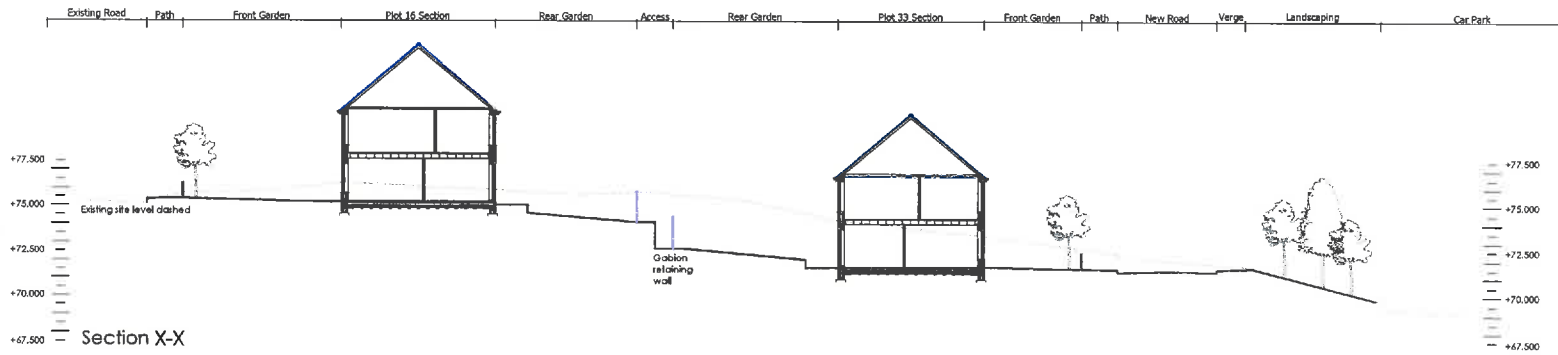 Existing Road Path Front Garden Plot 16 Section Rear Garden Access Rear Garden Plot 33 Section Front Garden Path New Road Verge Landscaping Car Park
+77.500 +77.500
+75.000 Existing site level dashed +75.000
+72.500 Gabion +72.500
retaining
wall
+70.000 +70.000
+67.500 Section X-X +67.500